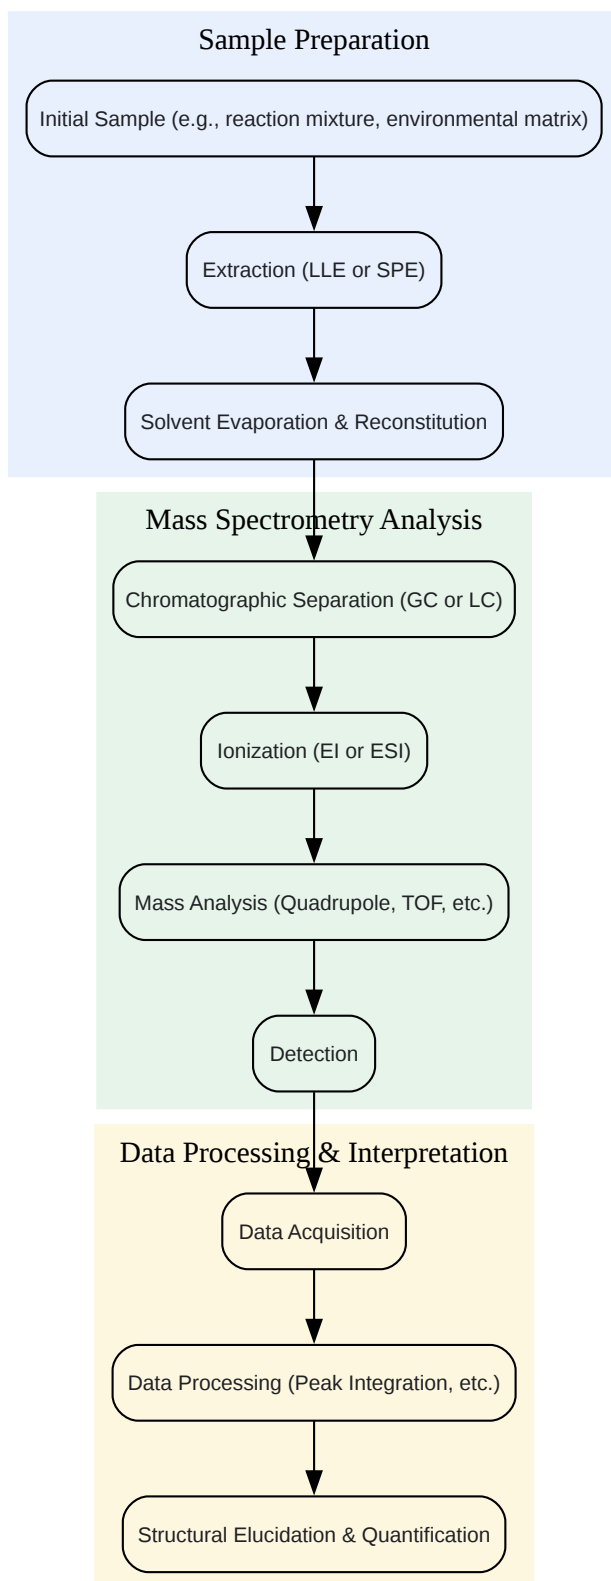 Sample Preparation
Initial Sample (e.g., reaction mixture, environmental matrix)
Extraction (LLE or SPE)
Solvent Evaporation & Reconstitution
Mass Spectrometry Analysis
Chromatographic Separation (GC or LC)
Ionization (EI or ESI)
Mass Analysis (Quadrupole, TOF, etc.)
Detection
Data Processing & Interpretation
Data Acquisition
Data Processing (Peak Integration, etc.)
Structural Elucidation & Quantification